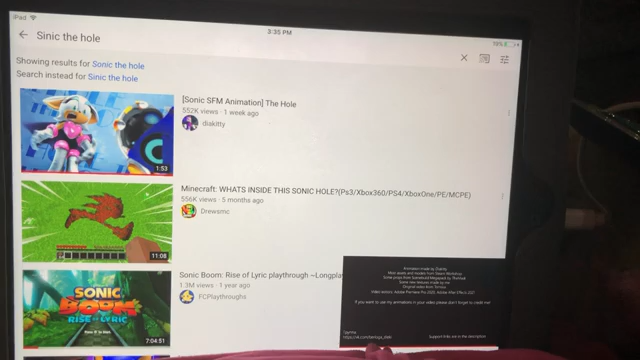 iPad
3:35 PM
Sinic the hole
Showing results for Sonic the hole
Search instead for Sinic the hole
[Sonic SFM Animation] The Hole
552K views · 1 week ago
diakitty
1:53
Minecraft: WHATS INSIDE THIS SONIC HOLE?(Ps3/Xbox360/PS4/XboxOne/PE/MCPE)
556K views · 5 months ago
Drewsmc
11:08
Sonic Boom: Rise of Lyric playthrough ~Longpla
1.3M views · 1 year ago
FCPlaythroughs
SONIC
BOOM
RISE OF LYRIC
7:04:51
Animation made by Diakitty
If you want to use my animations in your video please don't forget to credit me!
Support links are in the description